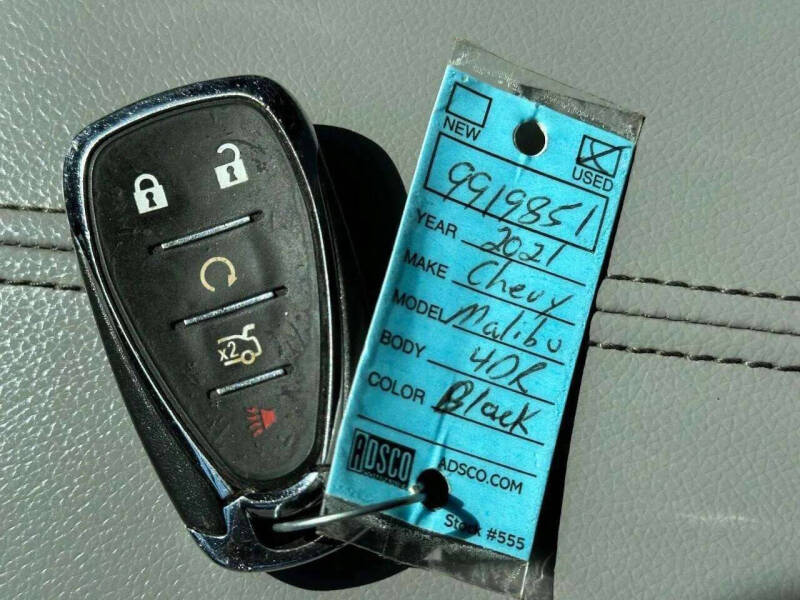 x2
NEW
USED
9919851
YEAR 2021
MAKE Chevy
MODEL Malibu
BODY 4DR
COLOR Black
ADSCO ADSCO.COM
Stock #555